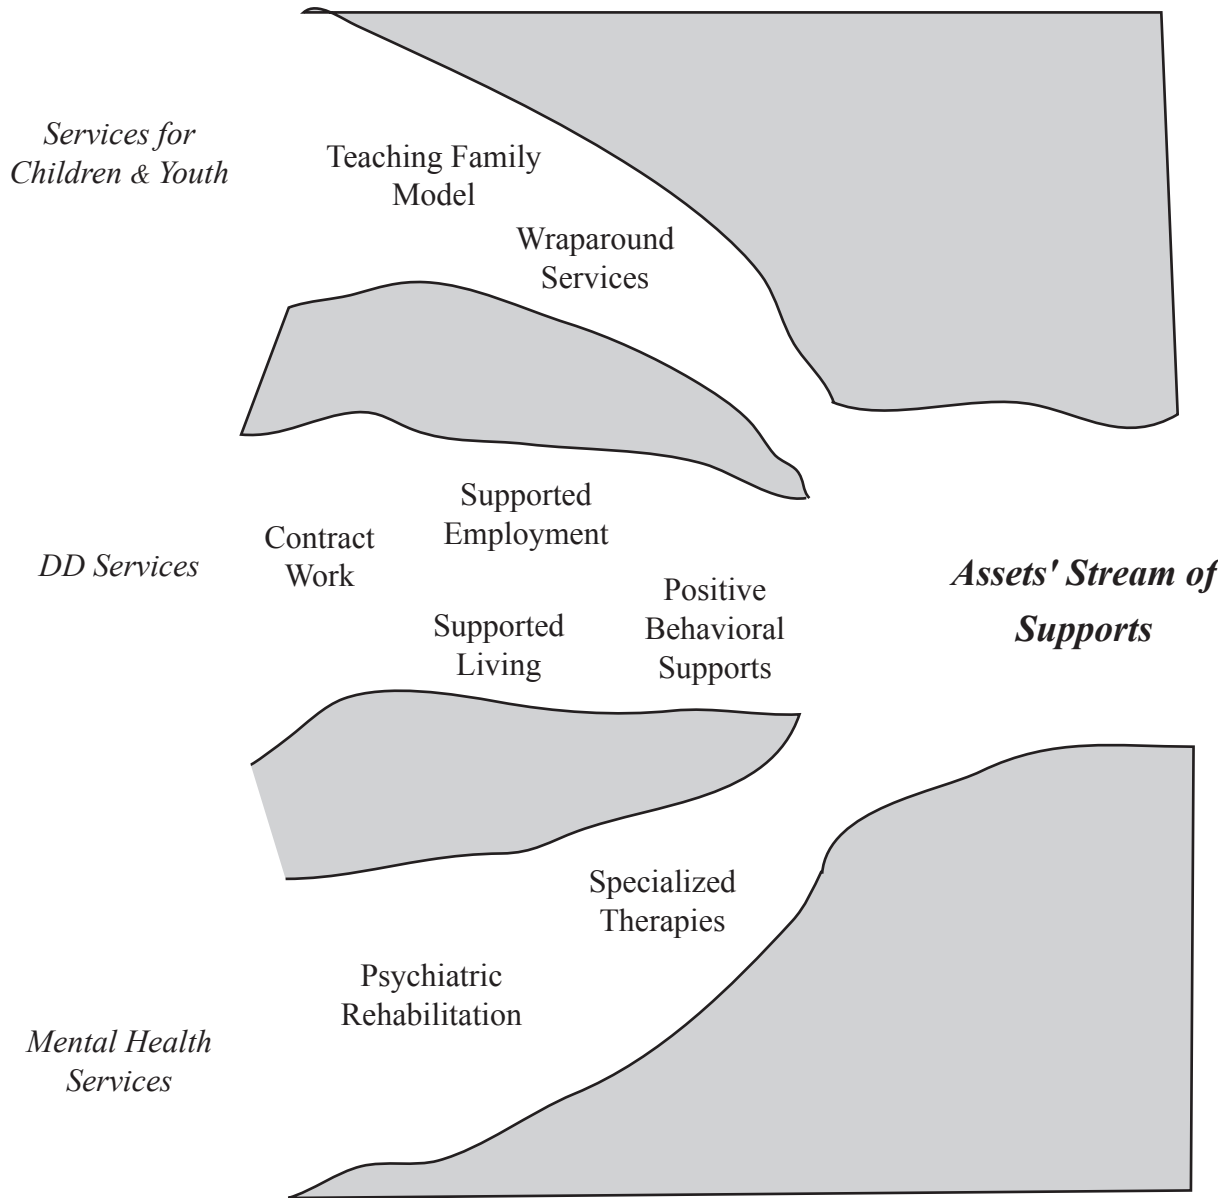 Services for
Children & Youth
Teaching Family
Model
Wraparound
Services
DD Services
Contract
Work
Supported
Employment
Supported
Living
Positive
Behavioral
Supports
Assets' Stream of
Supports
Specialized
Therapies
Psychiatric
Rehabilitation
Mental Health
Services